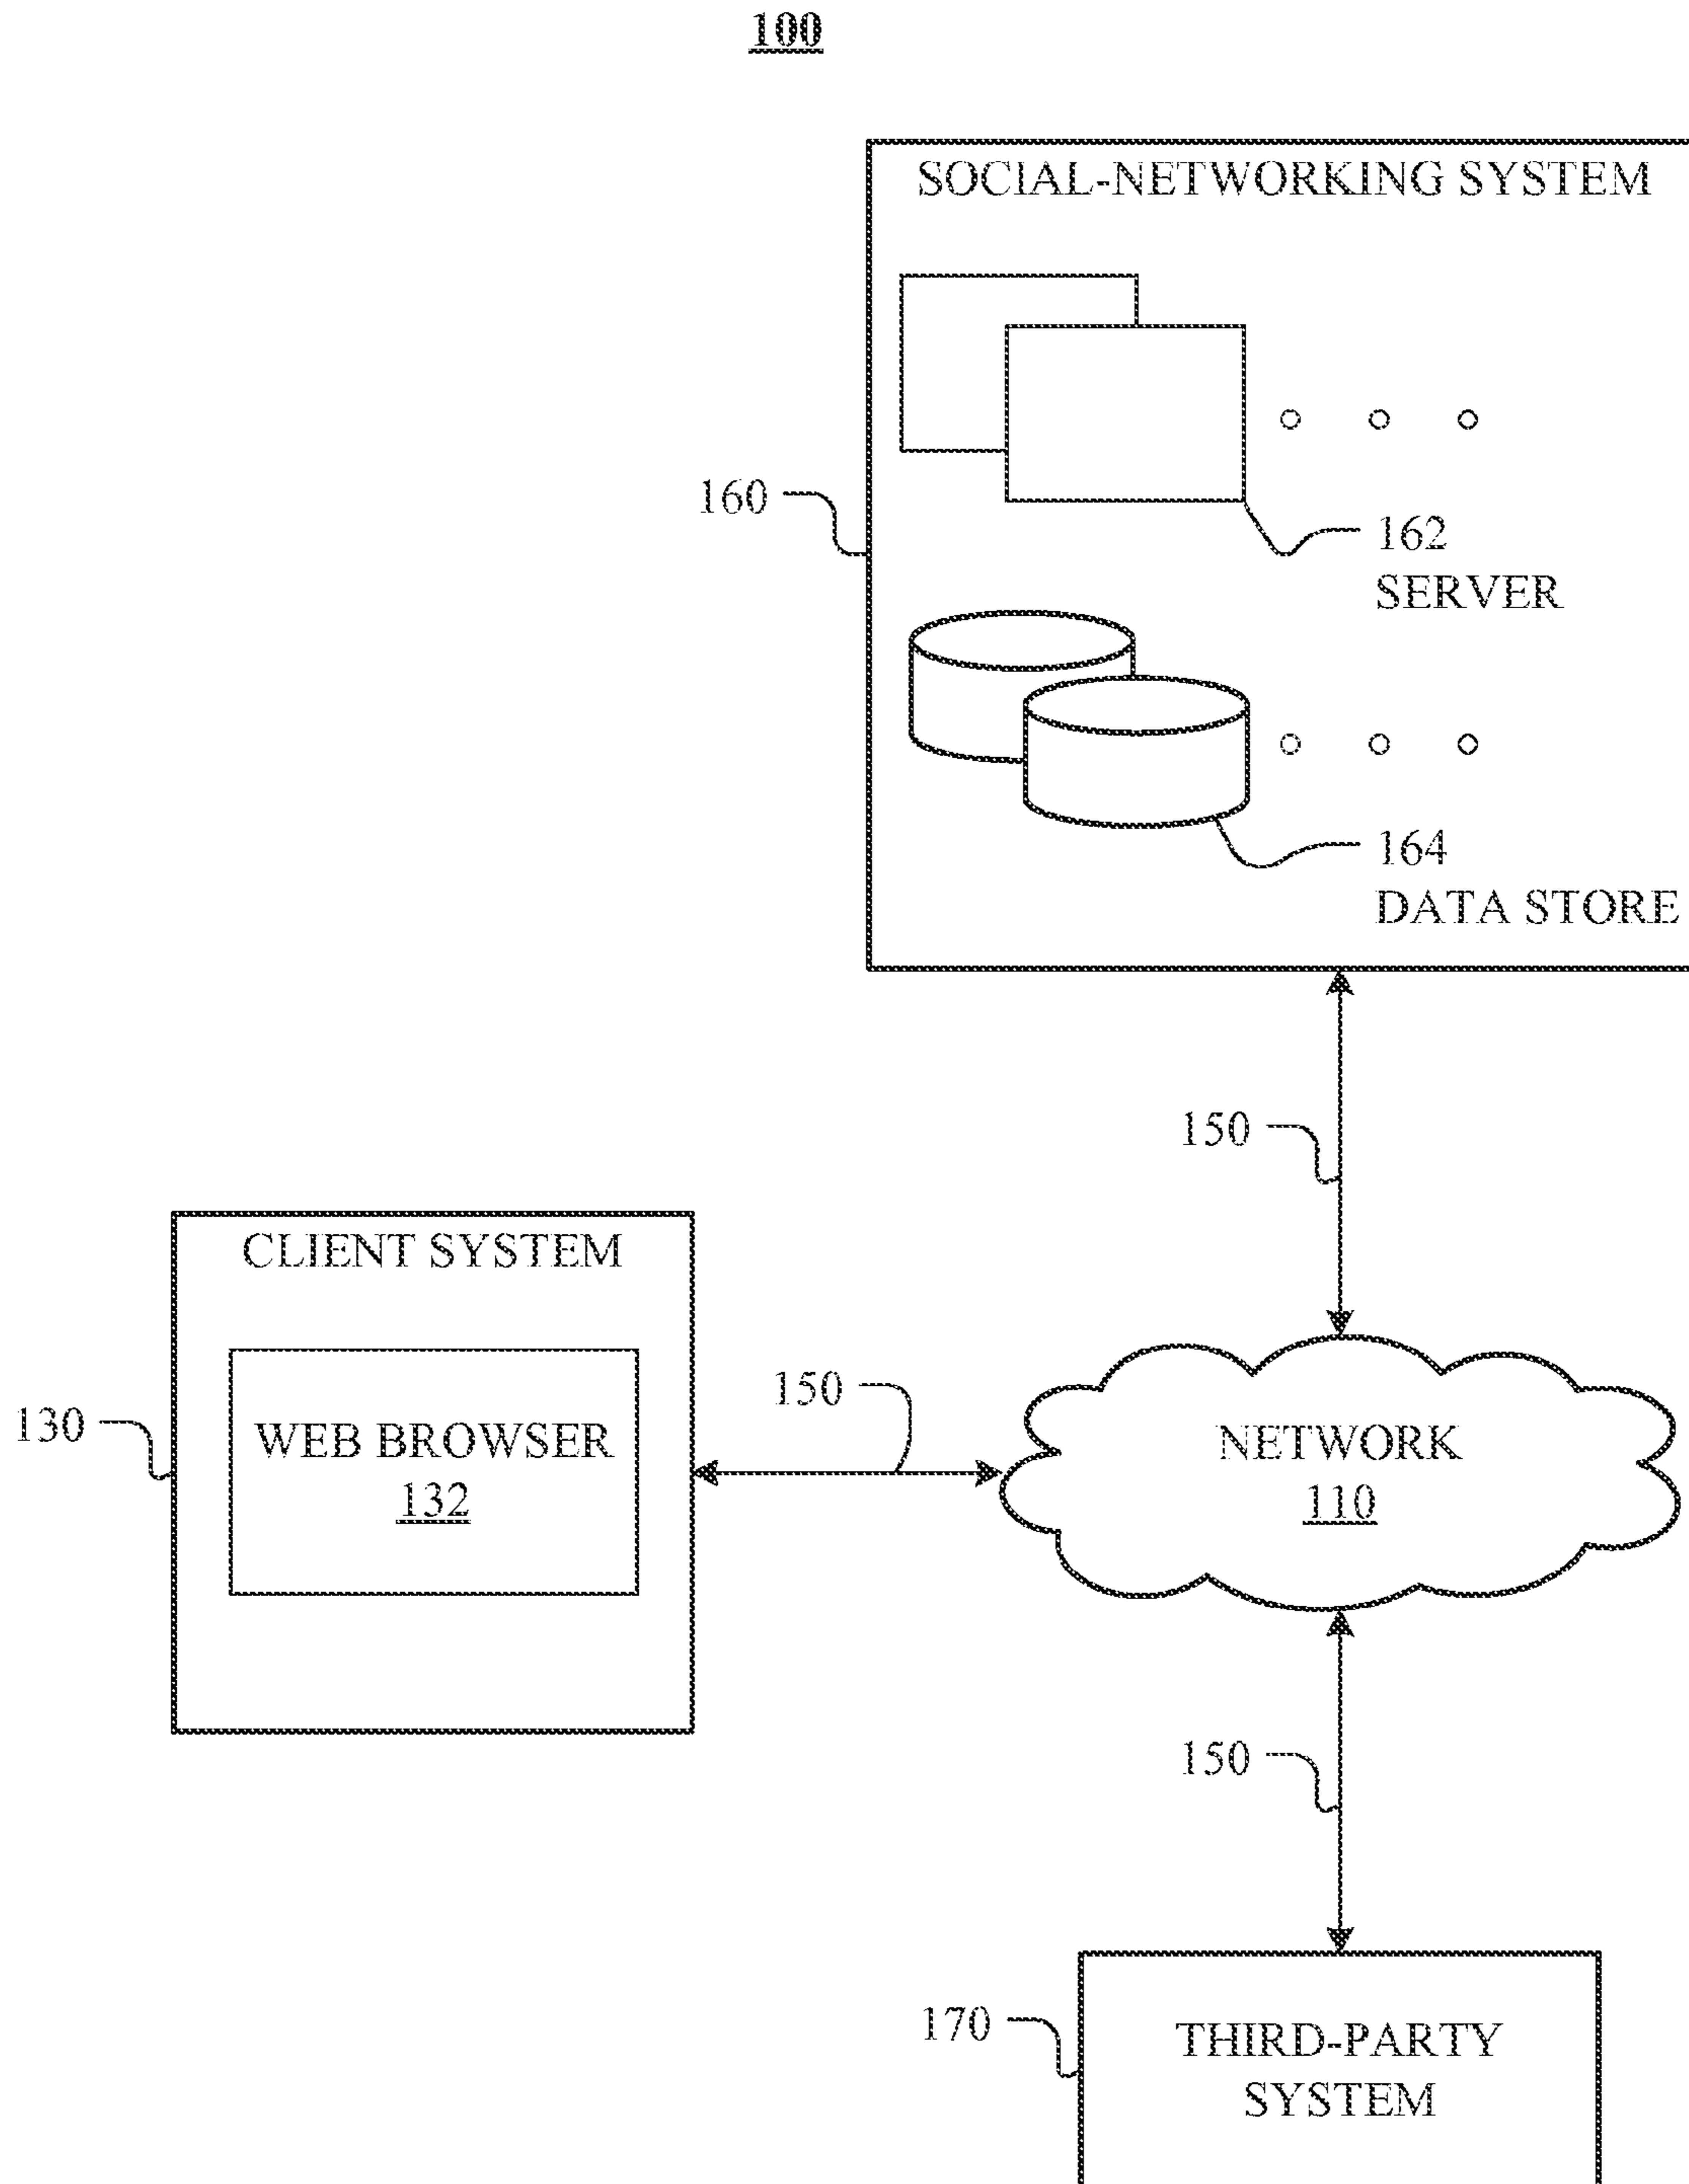 100
SOCIAL-NETWORKING SYSTEM
160
162
SERVER
164
DATA STORE
150
CLIENT SYSTEM
130
WEB BROWSER
132
150
NETWORK
110
150
170
THIRD-PARTY
SYSTEM